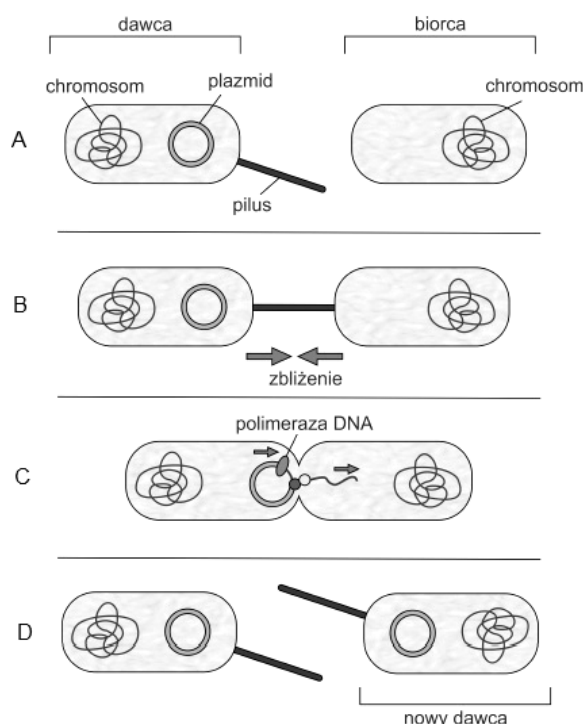 dawca
biorca
chromosom
plazmid
chromosom
A
pilus
B
zbliżenie
polimeraza DNA
C
D
nowy dawca